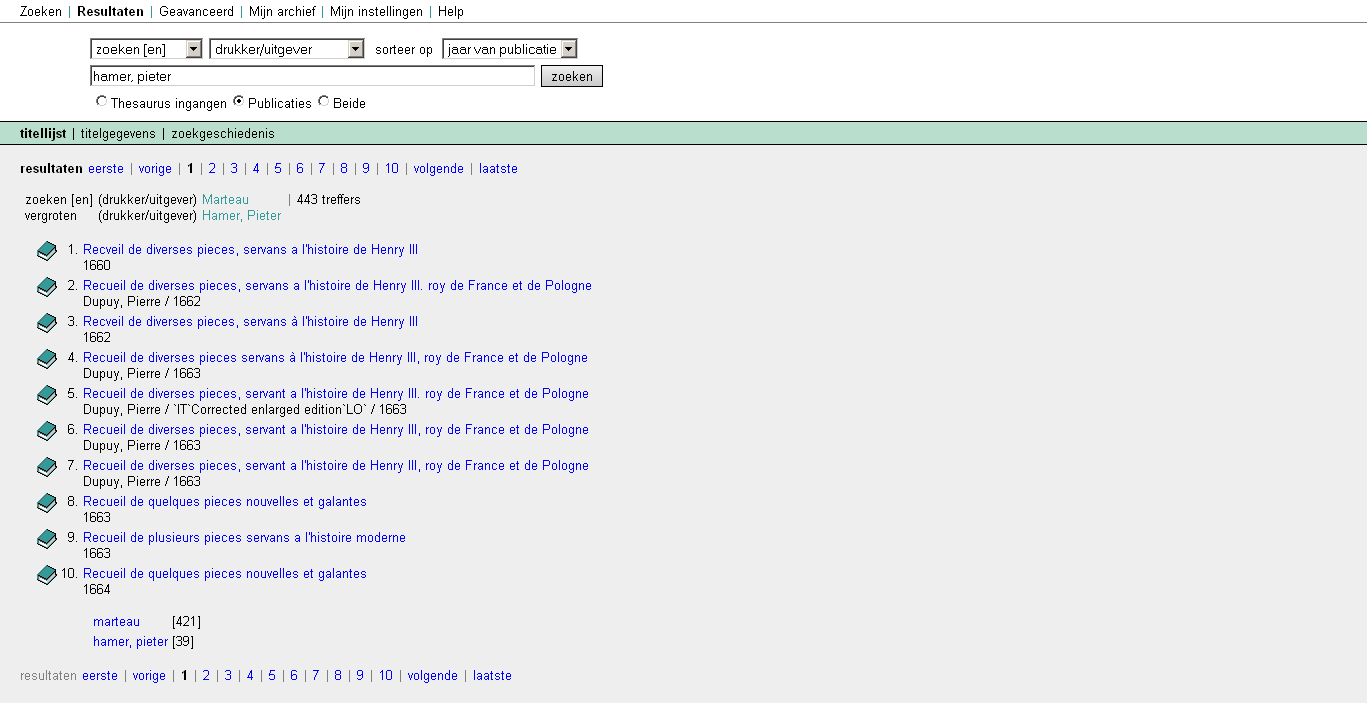 Zoeken | Resultaten | Geavanceerd | Mijn archief | Mijn instellingen | Help
zoeken [en] drukker/uitgever sorteer op jaar van publicatie
hamer, pieter zoeken
Thesaurus ingangen Publicaties Beide
titellijst | titelgegevens | zoekgeschiedenis
resultaten eerste | vorige | 1 | 2 | 3 | 4 | 5 | 6 | 7 | 8 | 9 | 10 | volgende | laatste
zoeken [en] (drukker/uitgever) Marteau | 443 treffers
vergroten (drukker/uitgever) Hamer, Pieter
1. Recveil de diverses pieces, servans a l'histoire de Henry III
1660
2. Recueil de diverses pieces, servans a l'histoire de Henry III. roy de France et de Pologne
Dupuy, Pierre / 1662
3. Recveil de diverses pieces, servans à l'histoire de Henry III
1662
4. Recueil de diverses pieces servans à l'histoire de Henry III, roy de France et de Pologne
Dupuy, Pierre / 1663
5. Recueil de diverses pieces, servant a l'histoire de Henry III. roy de France et de Pologne
Dupuy, Pierre / `IT`Corrected enlarged edition`LO` / 1663
6. Recueil de diverses pieces, servant a l'histoire de Henry III, roy de France et de Pologne
Dupuy, Pierre / 1663
7. Recueil de diverses pieces, servant a l'histoire de Henry III, roy de France et de Pologne
Dupuy, Pierre / 1663
8. Recueil de quelques pieces nouvelles et galantes
1663
9. Recueil de plusieurs pieces servans a l'histoire moderne
1663
10. Recueil de quelques pieces nouvelles et galantes
1664
marteau [421]
hamer, pieter [39]
resultaten eerste | vorige | 1 | 2 | 3 | 4 | 5 | 6 | 7 | 8 | 9 | 10 | volgende | laatste